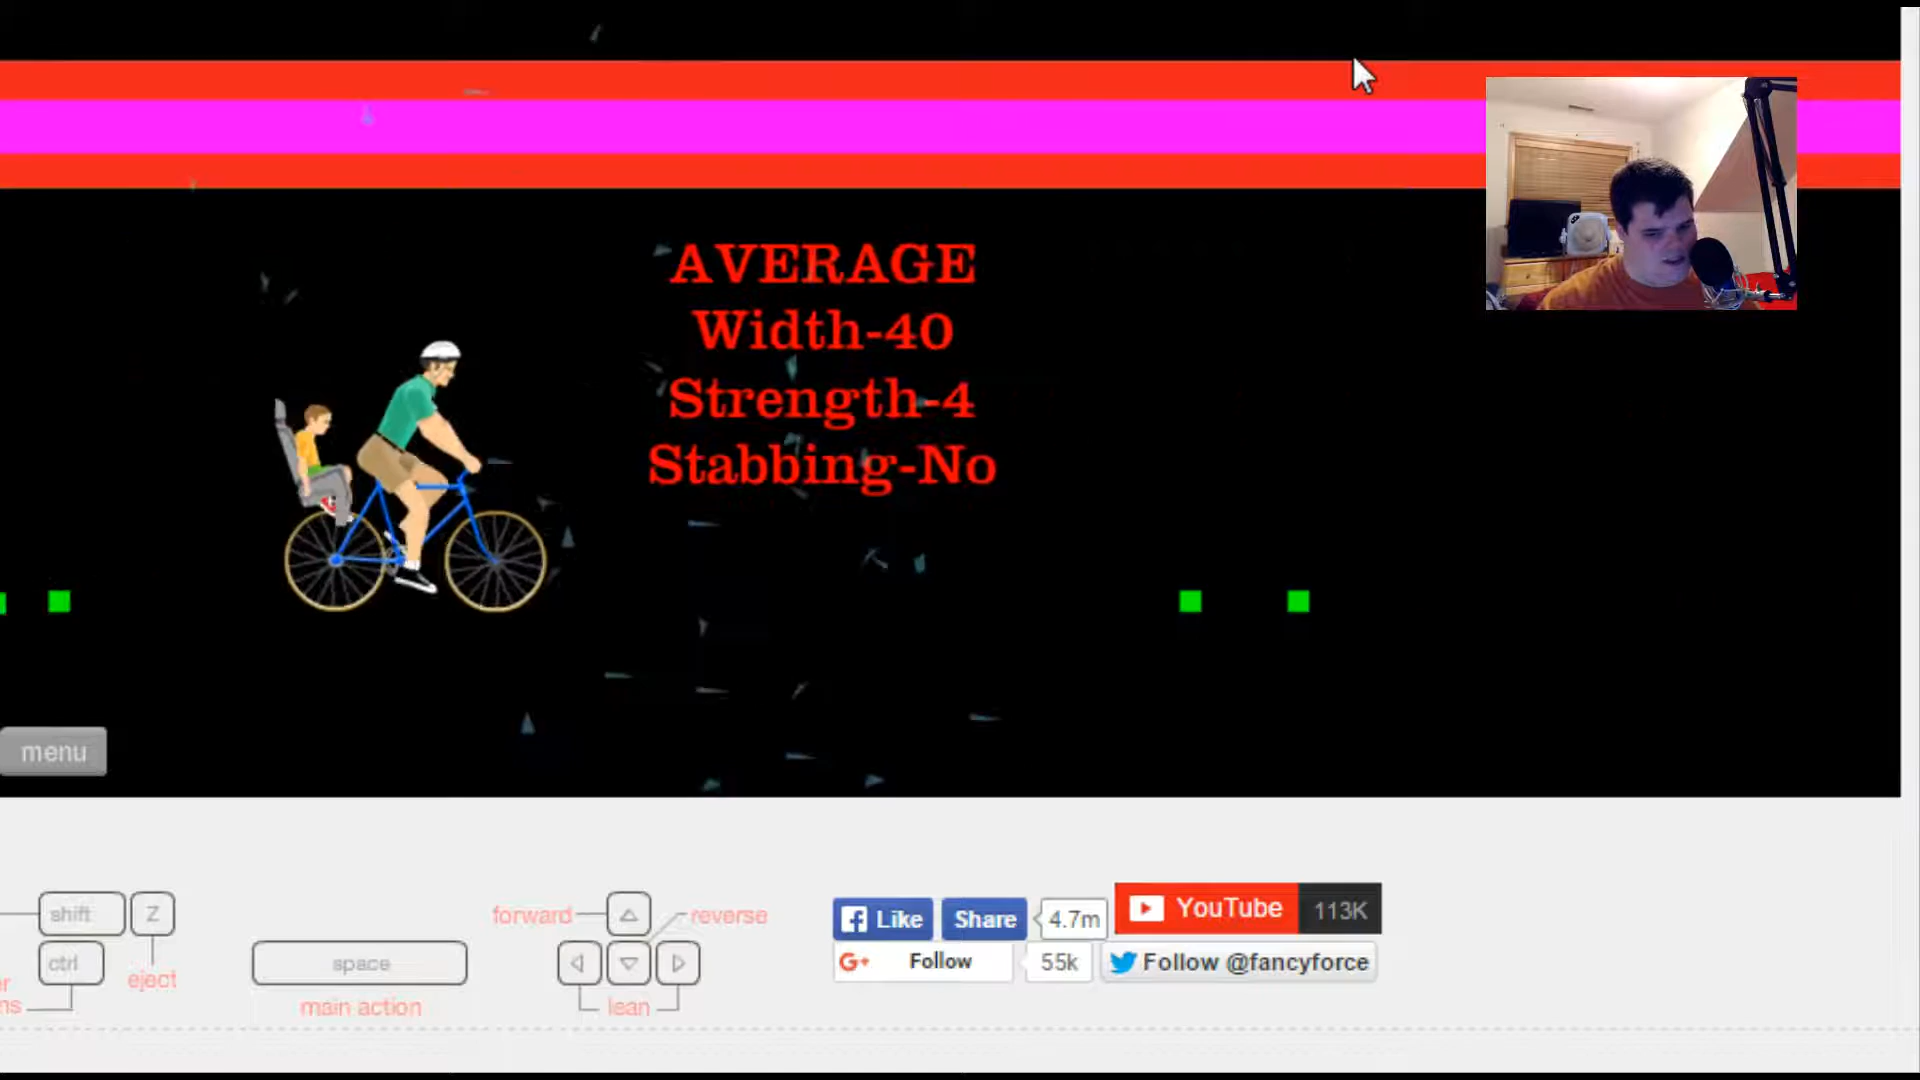 AVERAGE
Width-40
Strength-4
Stabbing-No
menu
shift Z
ctrl
eject
space
main action
forward
reverse
lean
Like Share 4.7m
YouTube 113K
G+ Follow 55k
Follow @fancyforce